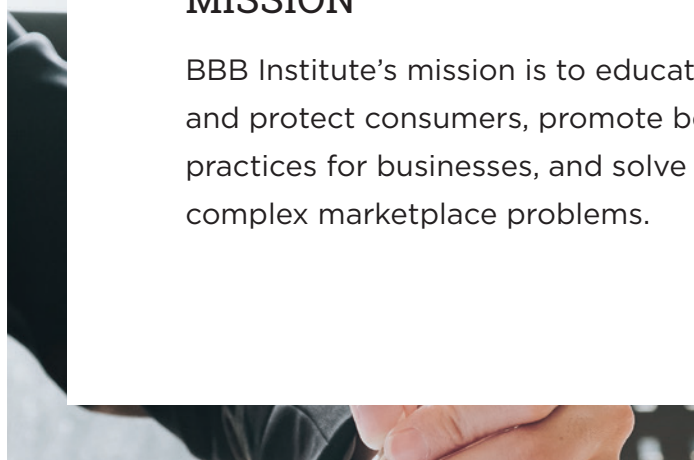 MISSION
BBB Institute's mission is to educat
and protect consumers, promote b
practices for businesses, and solve
complex marketplace problems.